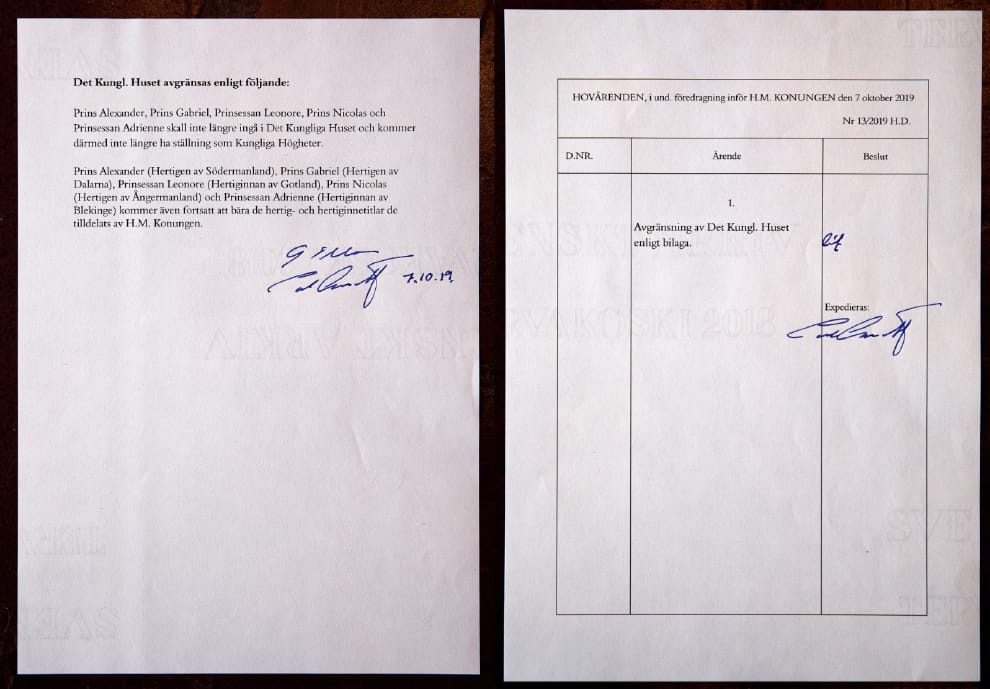 Det Kungl. Huset avgränsas enligt följande:
Prins Alexander, Prins Gabriel, Prinsessan Leonore, Prins Nicolas och
Prinsessan Adrienne skall inte längre ingå i Det Kungliga Huset och kommer
därmed inte längre ha ställning som Kungliga Högheter.
Prins Alexander (Hertigen av Södermanland), Prins Gabriel (Hertigen av
Dalarna), Prinsessan Leonore (Hertiginnan av Gotland), Prins Nicolas
(Hertigen av Ångermanland) och Prinsessan Adrienne (Hertiginnan av
Blekinge) kommer även fortsatt att bära de hertig- och hertiginnetitlar de
tilldelats av H.M. Konungen.
7.10.19
HOVÄRENDEN, i und. föredragning inför H.M. KONUNGEN den 7 oktober 2019
Nr 13/2019 H.D.
D.NR.
Ärende
Beslut
1.
Avgränsning av Det Kungl. Huset
enligt bilaga.
Expedieras: